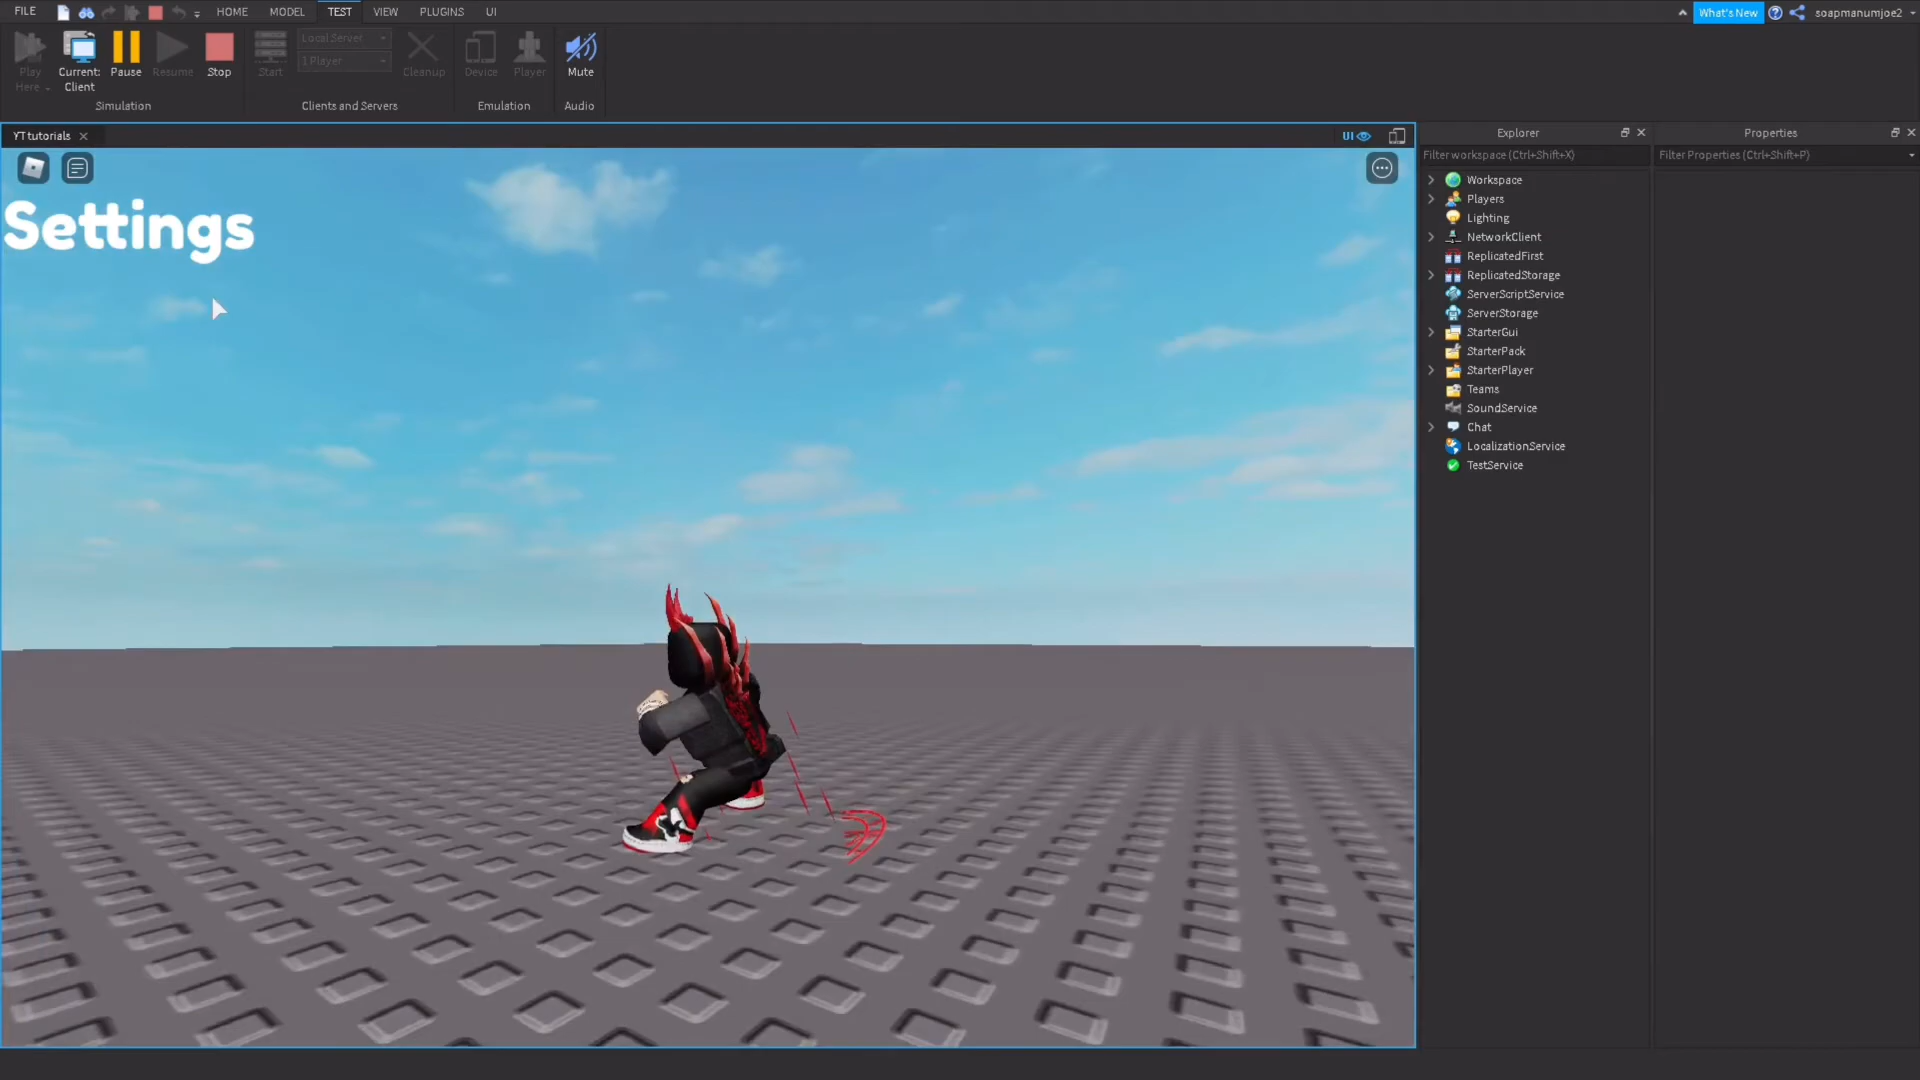 FILE HOME MODEL TEST VIEW PLUGINS UI What's New soapmanumjoe2
Play Here
Current: Client
Pause
Resume
Stop
Start
Local Server
1 Player
Cleanup
Device
Player
Mute
Simulation Clients and Servers Emulation Audio
YT tutorials UI
Settings
Explorer
Filter workspace (Ctrl+Shift+X)
Workspace
Players
Lighting
NetworkClient
ReplicatedFirst
ReplicatedStorage
ServerScriptService
ServerStorage
StarterGui
StarterPack
StarterPlayer
Teams
SoundService
Chat
LocalizationService
TestService
Properties
Filter Properties (Ctrl+Shift+P)